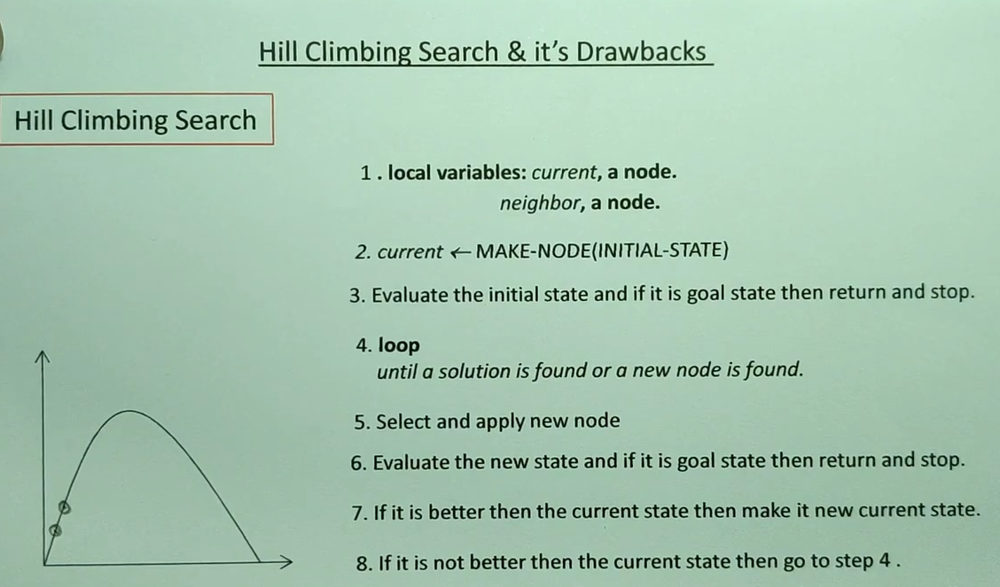 Hill Climbing Search & it's Drawbacks
Hill Climbing Search
1 . local variables: current, a node.
neighbor, a node.
2. current ← MAKE-NODE(INITIAL-STATE)
3. Evaluate the initial state and if it is goal state then return and stop.
4. loop
until a solution is found or a new node is found.
5. Select and apply new node
6. Evaluate the new state and if it is goal state then return and stop.
7. If it is better then the current state then make it new current state.
8. If it is not better then the current state then go to step 4 .